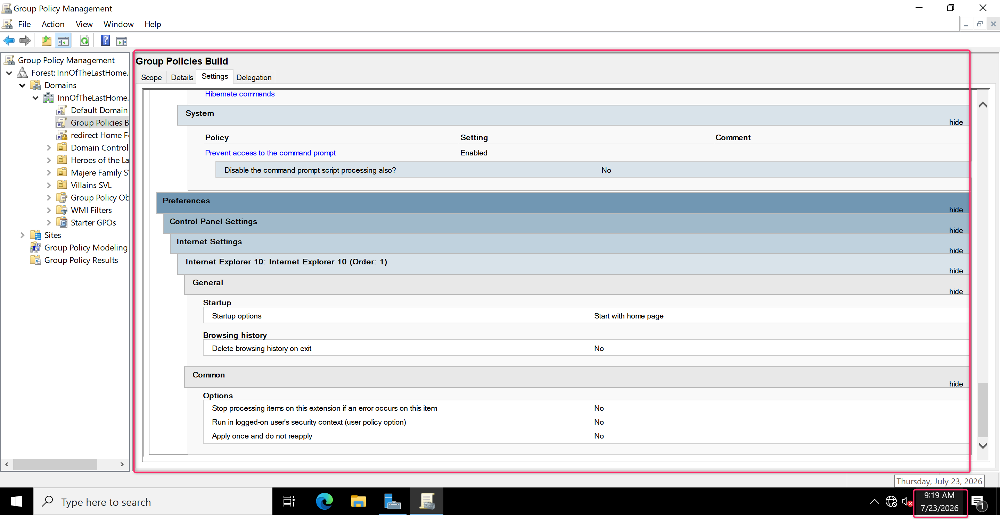 Group Policy Management
File Action View Window Help
Group Policy Management
Forest: InnOfTheLastHome.
Domains
InnOfTheLastHome.
Default Domain
Group Policies B
redirect Home F
Domain Control
Heroes of the La
Majere Family S
Villains SVL
Group Policy Ob
WMI Filters
Starter GPOs
Sites
Group Policy Modeling
Group Policy Results
Group Policies Build
Scope Details Settings Delegation
Hibernate commands
System
hide
Policy Setting Comment
Prevent access to the command prompt Enabled
Disable the command prompt script processing also? No
Preferences
hide
Control Panel Settings
hide
Internet Settings
hide
Internet Explorer 10: Internet Explorer 10 (Order: 1)
hide
General
hide
Startup
Startup options Start with home page
Browsing history
Delete browsing history on exit No
Common
hide
Options
Stop processing items on this extension if an error occurs on this item No
Run in logged-on user's security context (user policy option) No
Apply once and do not reapply No
Thursday, July 23, 2026
Type here to search
9:19 AM
7/23/2026
1